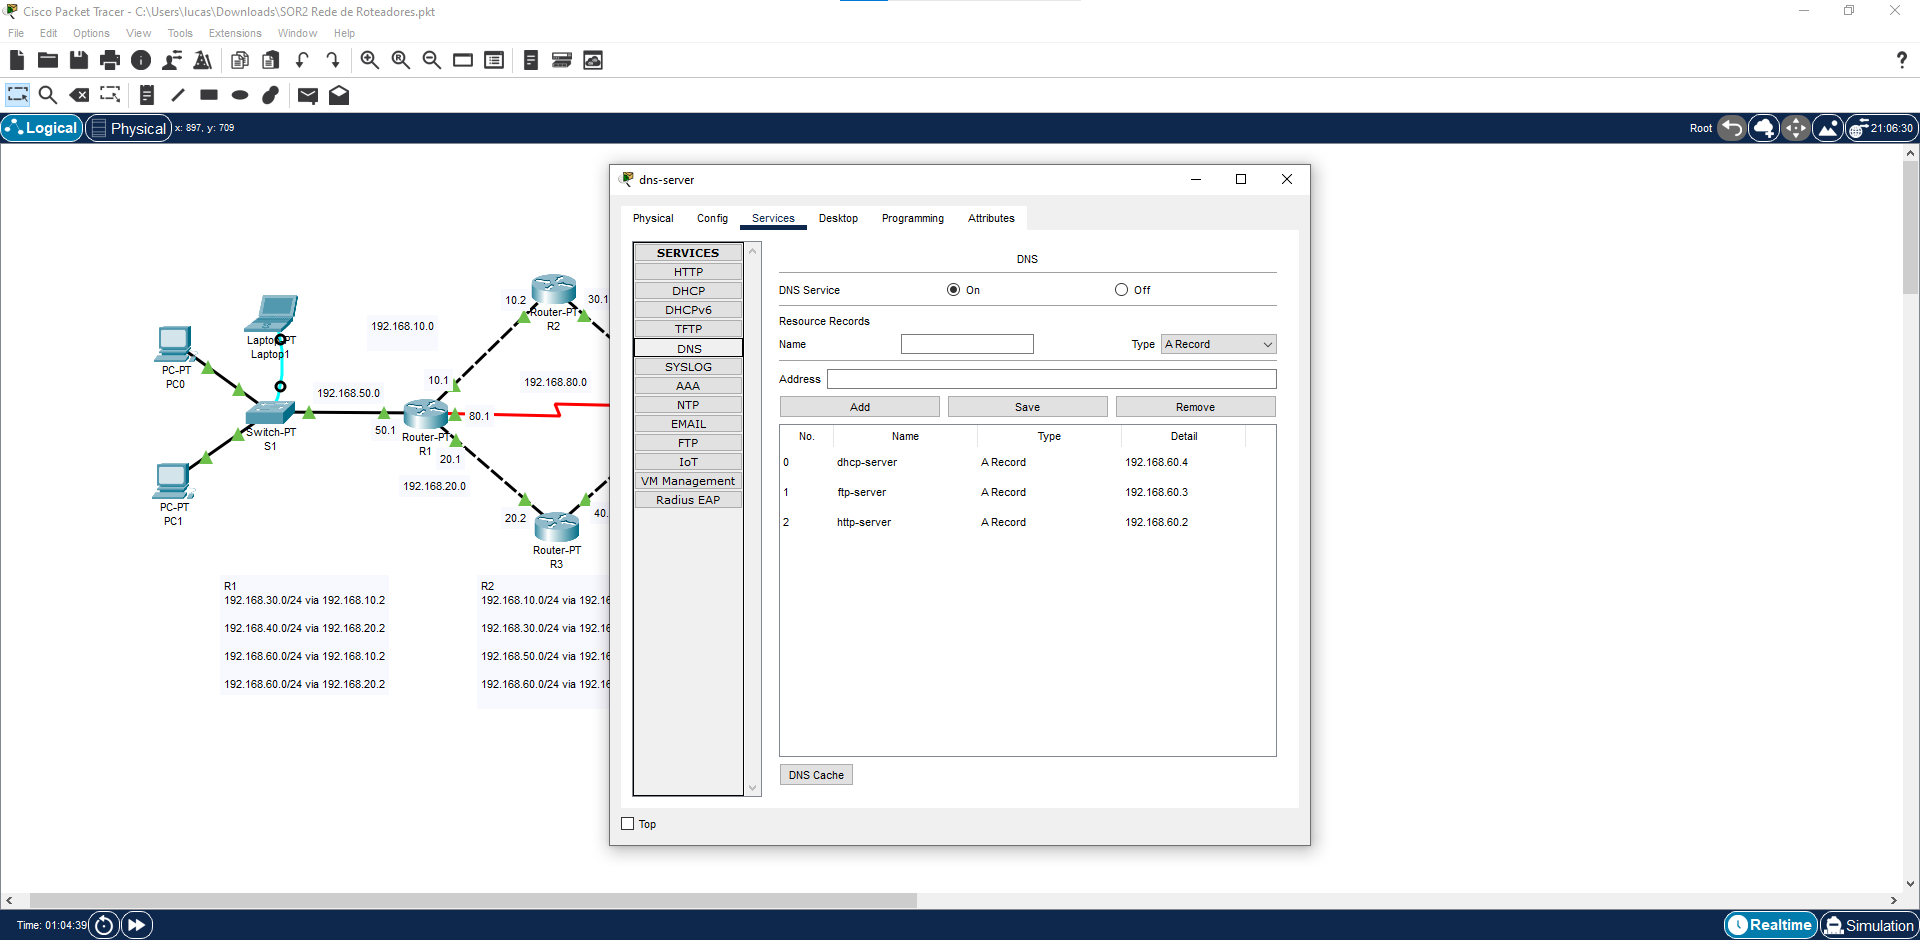 Cisco Packet Tracer - C:\Users\lucas\Downloads\SOR2 Rede de Roteadores.pkt
File Edit Options View Tools Extensions Window Help
Logical Physical x: 897, y: 709 Root 21:06:30
dns-server
Physical Config Services Desktop Programming Attributes
SERVICES
HTTP
DHCP
DHCPv6
TFTP
DNS
SYSLOG
AAA
NTP
EMAIL
FTP
IoT
VM Management
Radius EAP
DNS
DNS Service On Off
Resource Records
Name Type A Record
Address
Add Save Remove
No. Name Type Detail
0 dhcp-server A Record 192.168.60.4
1 ftp-server A Record 192.168.60.3
2 http-server A Record 192.168.60.2
DNS Cache
Top
10.2
30.1
Router-PT
R2
192.168.10.0
Laptop-PT
Laptop1
PC-PT
PC0
10.1
192.168.80.0
192.168.50.0
80.1
50.1
Switch-PT
S1
Router-PT
R1
20.1
192.168.20.0
PC-PT
PC1
20.2
40.
Router-PT
R3
R1
192.168.30.0/24 via 192.168.10.2
192.168.40.0/24 via 192.168.20.2
192.168.60.0/24 via 192.168.10.2
192.168.60.0/24 via 192.168.20.2
R2
192.168.10.0/24 via 192.16
192.168.30.0/24 via 192.16
192.168.50.0/24 via 192.16
192.168.60.0/24 via 192.16
Time: 01:04:39 Realtime Simulation